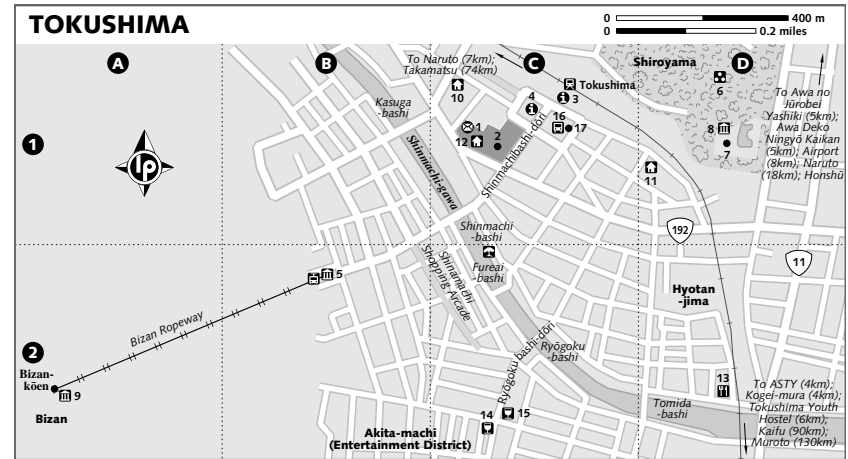 TOKUSHIMA
0 400 m
0 0.2 miles
A
B
C
D
To Naruto (7km);
Takamatsu (74km)
Shiroyama
Tokushima
Kasuga
-bashi
10
4
3
6
To Awa no
Jūrobei
Yashiki (5km);
Awa Deko
Ningyō Kaikan
(5km); Airport
(8km); Naruto
(18km); Honshū
1
1
2
12
16
17
8
7
11
lp
Shinmachi-gawa
Shinmachibashi-dōri
192
Shinmachi
-bashi
11
5
Fureai
-bashi
Shinamachi
Shopping Arcade
Hyotan
-jima
Bizan Ropeway
2
Ryōgoku bashi-dōri
Ryōgoku
-bashi
Bizan-
kōen
9
Bizan
13
Tomida
-bashi
To ASTY (4km);
Kogei-mura (4km);
Tokushima Youth
Hostel (6km);
Kaifu (90km);
Muroto (130km)
14
15
Akita-machi
(Entertainment District)